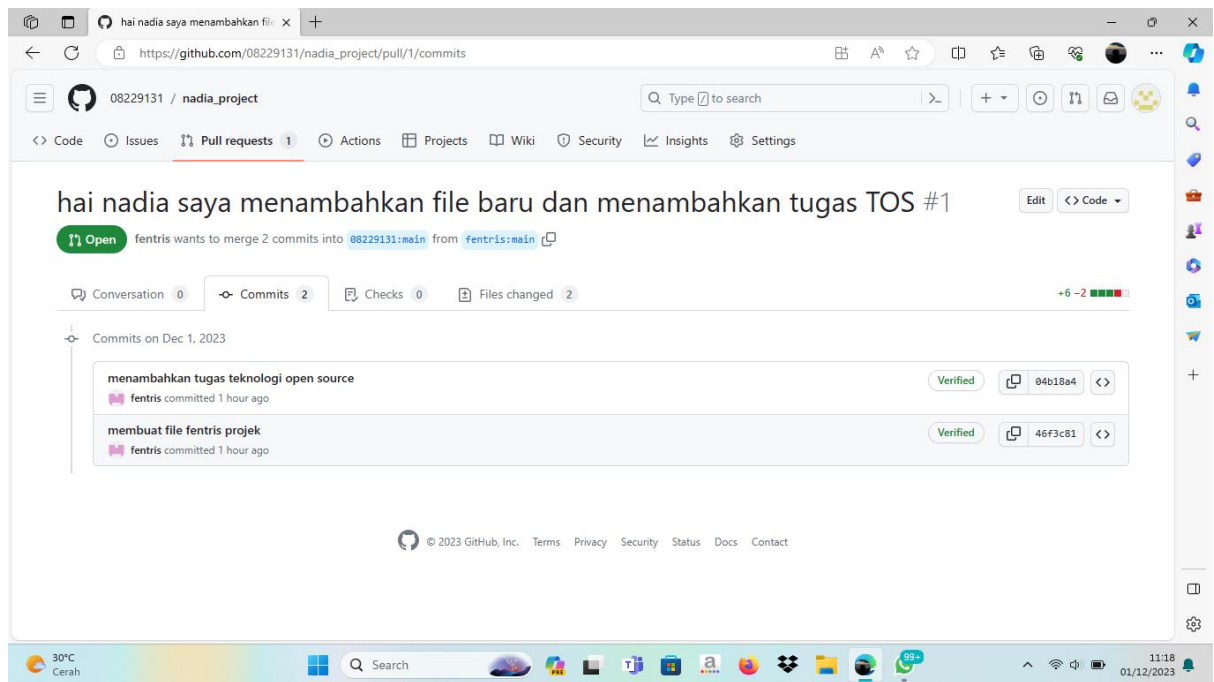 hai nadia saya menambahkan file
https://github.com/08229131/nadia_project/pull/1/commits
08229131 / nadia_project
Type / to search
Code Issues Pull requests 1 Actions Projects Wiki Security Insights Settings
hai nadia saya menambahkan file baru dan menambahkan tugas TOS #1
Edit <> Code
Open fentris wants to merge 2 commits into 08229131:main from fentris:main
Conversation 0 Commits 2 Checks 0 Files changed 2
+6 −2
Commits on Dec 1, 2023
menambahkan tugas teknologi open source
Verified 04b18a4
fentris committed 1 hour ago
membuat file fentris projek
Verified 46f3c81
fentris committed 1 hour ago
© 2023 GitHub, Inc. Terms Privacy Security Status Docs Contact
30°C
Cerah
Search
PRE
99+
11:18
01/12/2023